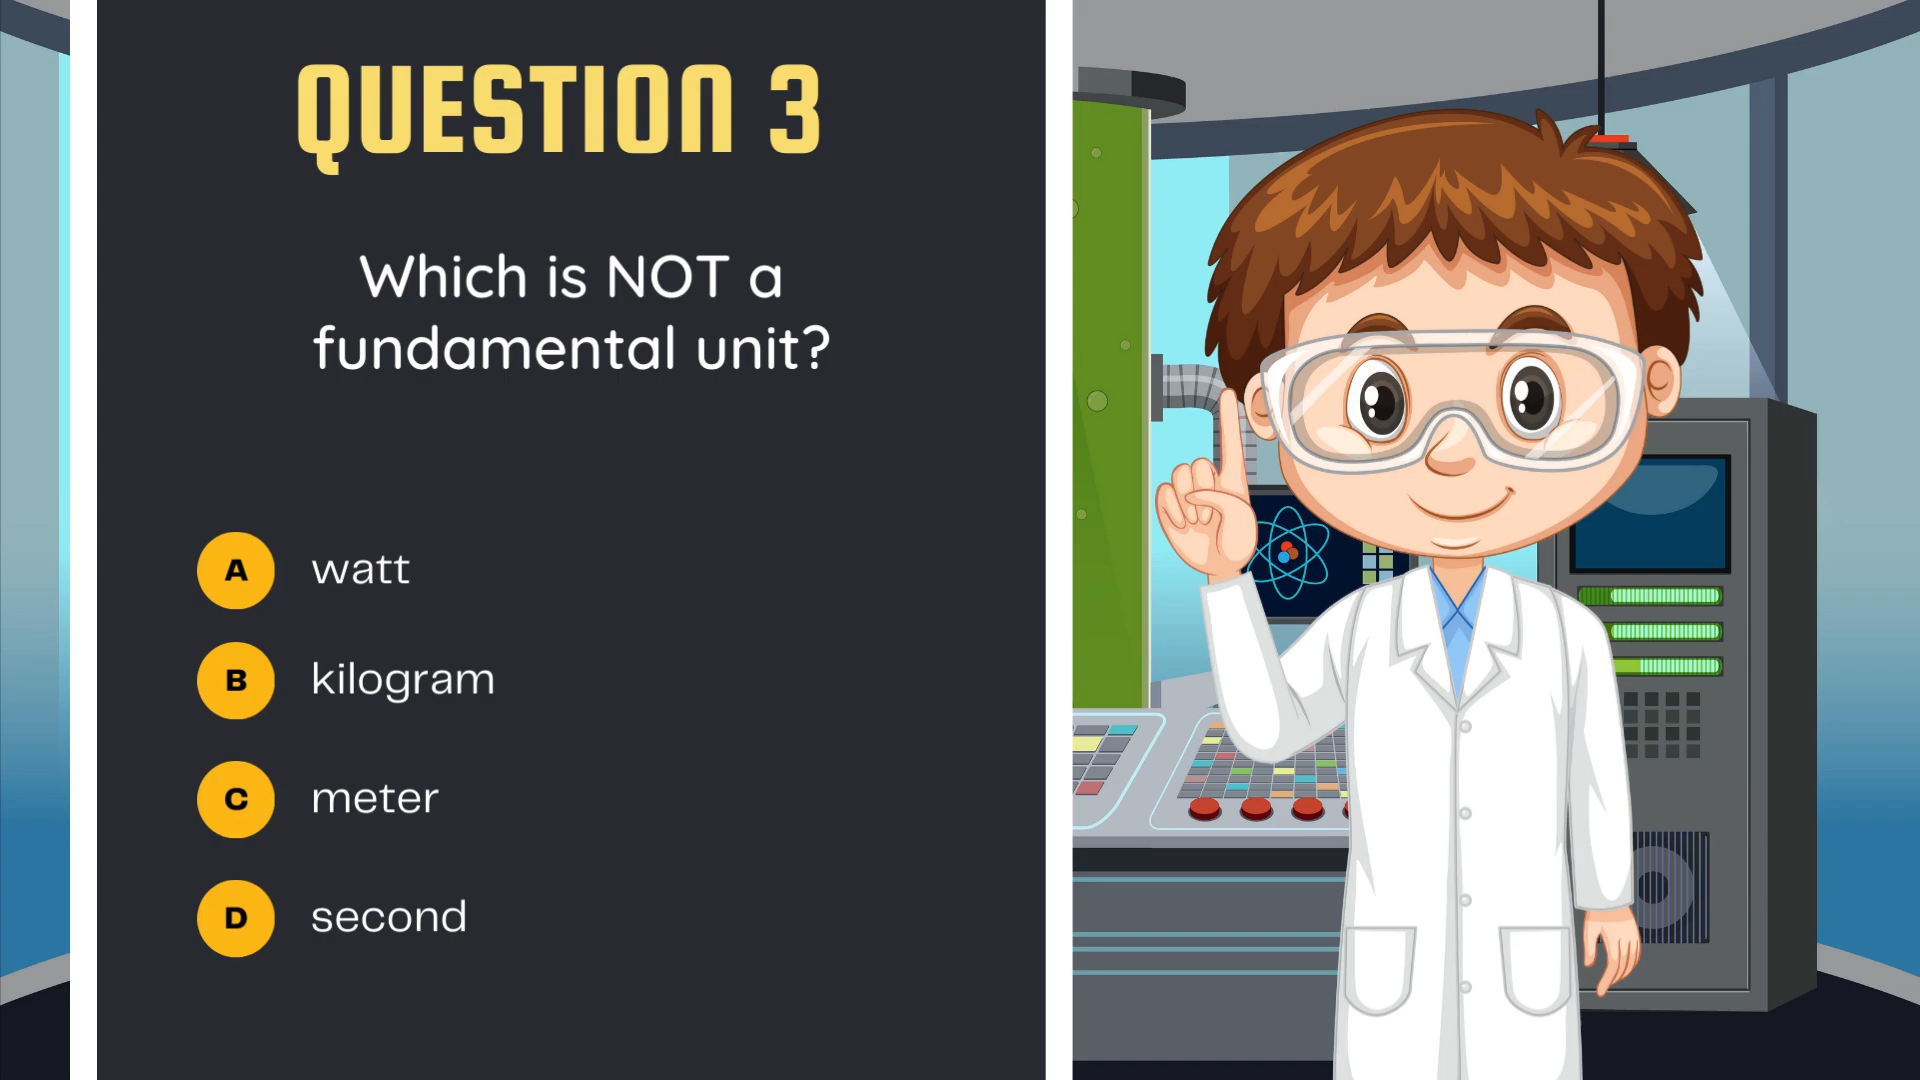 QUESTION 3
Which is NOT a
fundamental unit?
A watt
B kilogram
C meter
D second